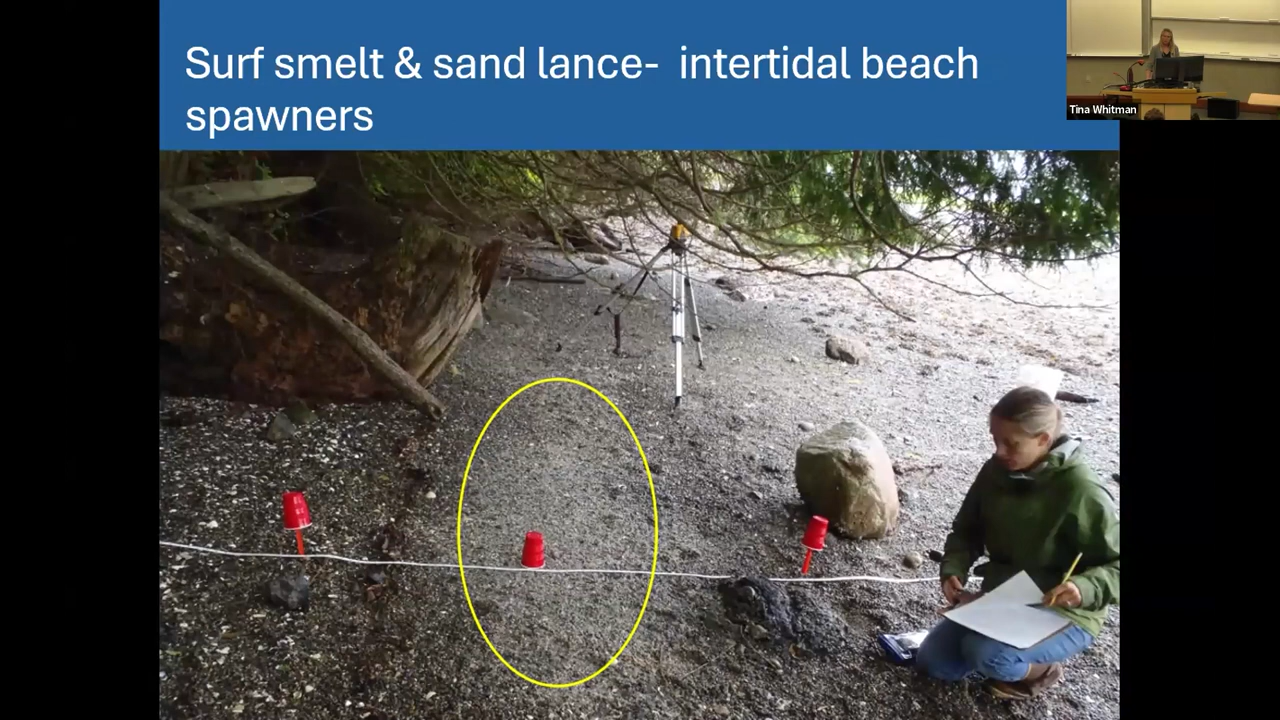 Surf smelt & sand lance-  intertidal beach
spawners
Tina Whitman